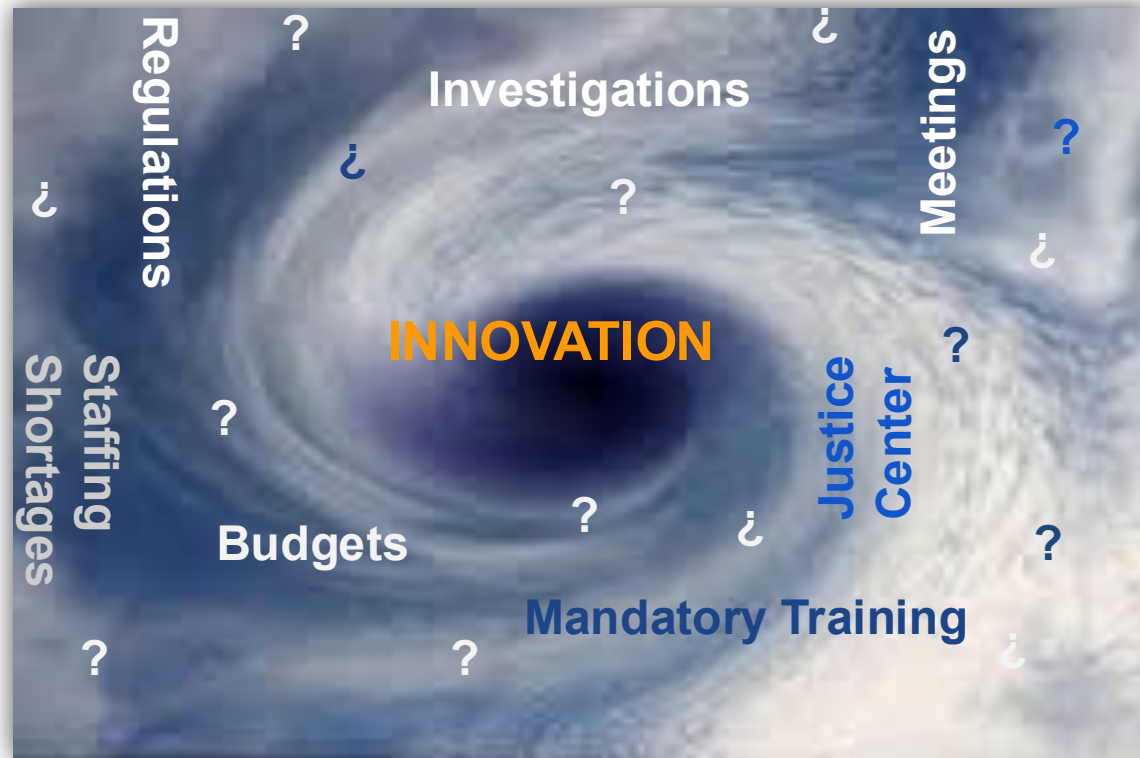 ?
¿
Regulations
Investigations
Meetings
?
¿
¿
?
¿
INNOVATION
?
Staffing
Shortages
Justice
Center
?
?
¿
Budgets
?
Mandatory Training
?
?
¿